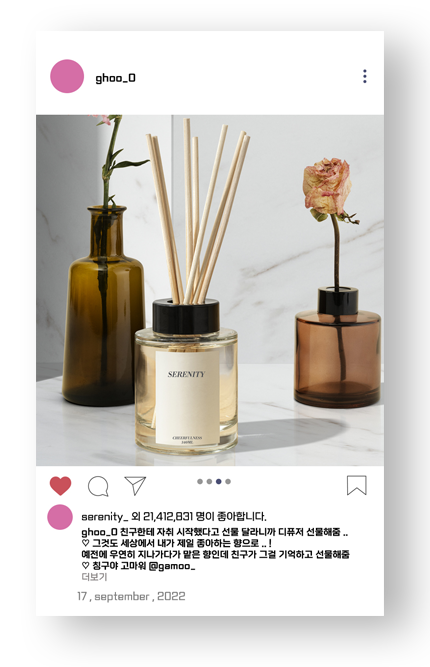 ghoo_0
SERENITY
CHEERFULNESS
serenity_ 외 21,412,831 명이 좋아합니다.
ghoo_0 친구한테 자취 시작했다고 선물 달라니까 디퓨저 선물해줌 ..
♡ 그것도 세상에서 내가 제일 좋아하는 향으로 .. !
예전에 우연히 지나가다가 맡은 향인데 친구가 그걸 기억하고 선물해줌
♡ 칭구야 고마워 @gamoo_
더보기
17 , september , 2022